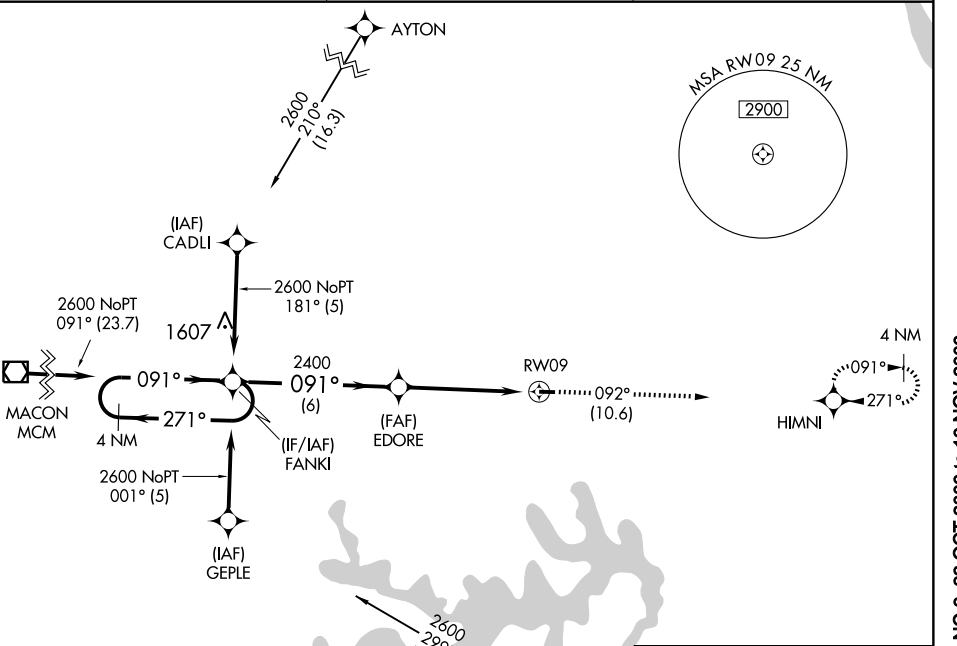 AYTON
2600
210°
(16.3)
MSA RW09 25 NM
2900
(IAF)
CADLI
2600 NoPT
181° (5)
2600 NoPT
091° (23.7)
1607
MACON
MCM
091°
271°
4 NM
2400
091°
(6)
(IF/IAF)
FANKI
(FAF)
EDORE
RW09
092°
(10.6)
4 NM
091°
271°
HIMNI
2600 NoPT
001° (5)
(IAF)
GEPLE
2600